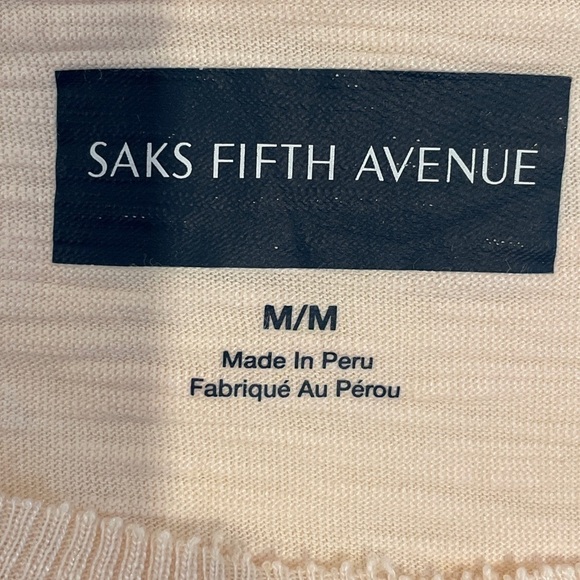 SAKS FIFTH AVENUE
M/M
Made In Peru
Fabriqué Au Pérou